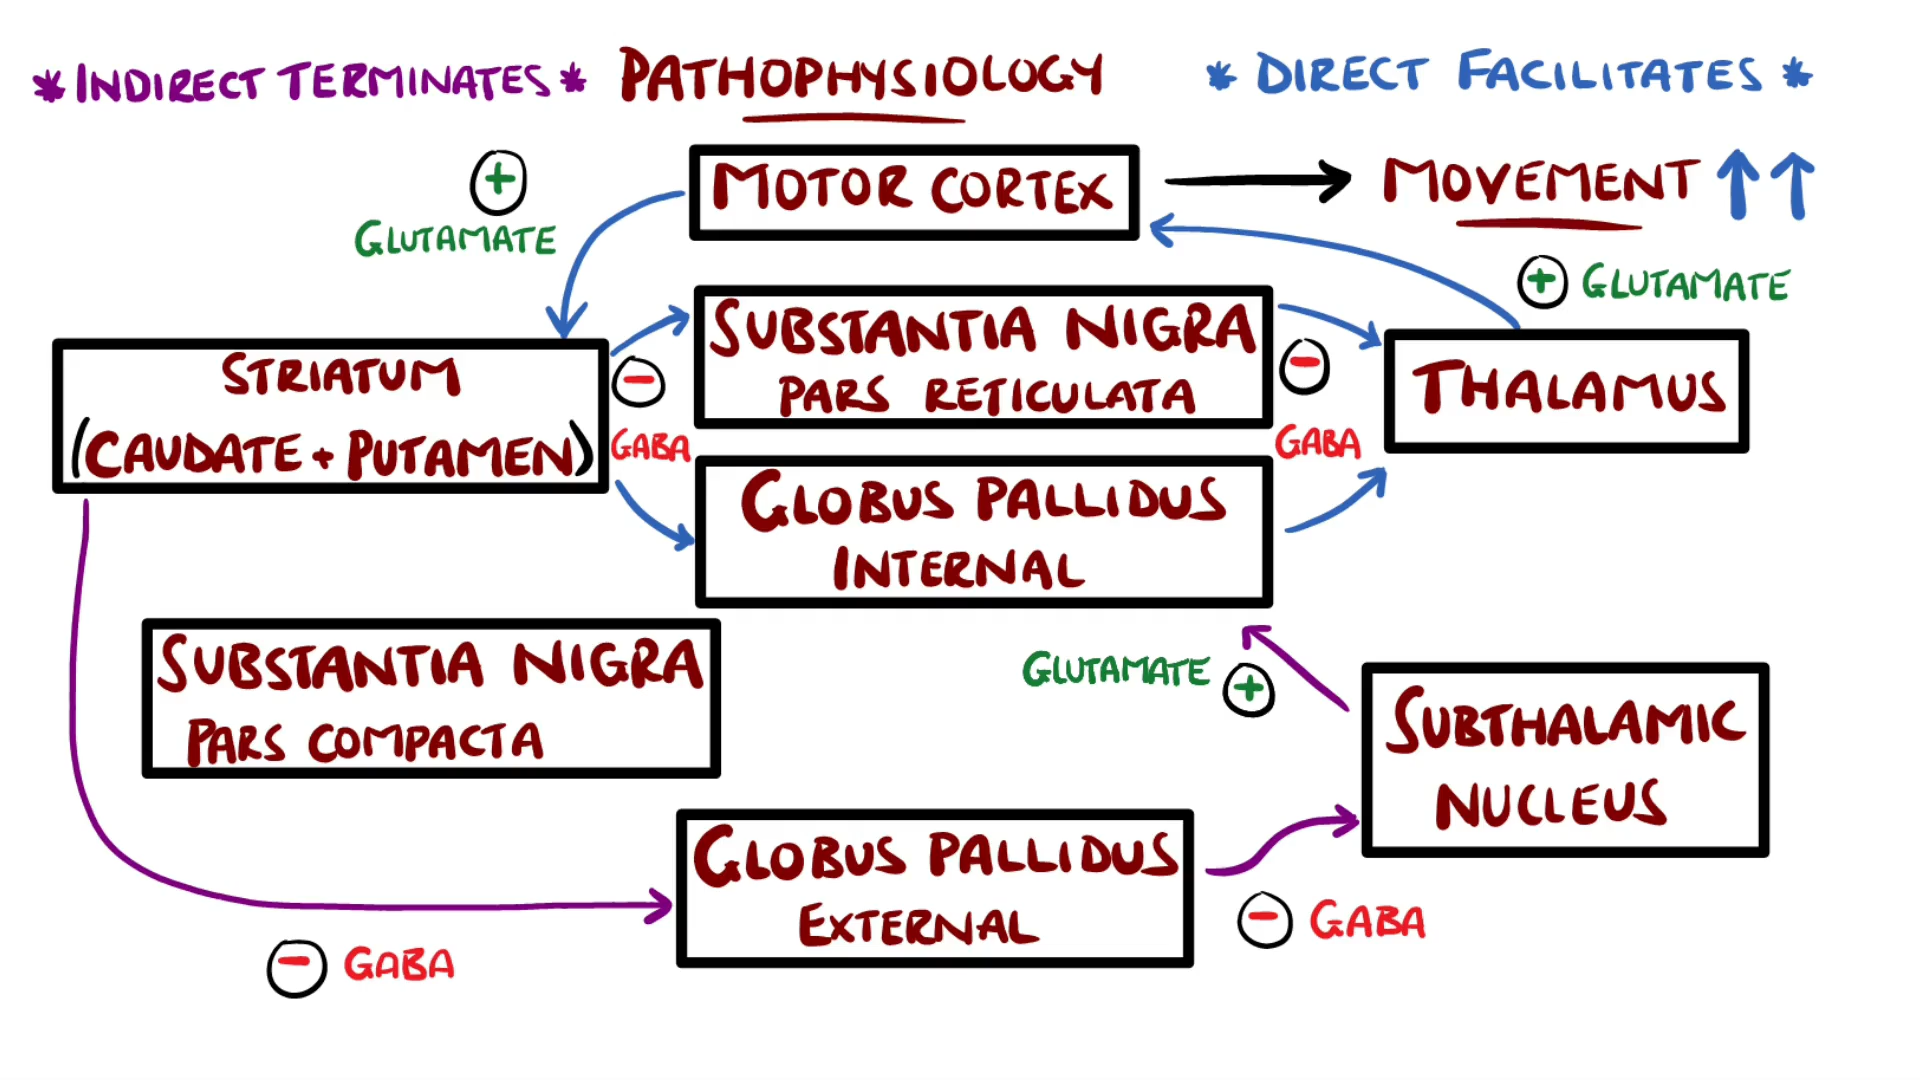 * INDIRECT TERMINATES *
PATHOPHYSIOLOGY
* DIRECT FACILITATES *
+
GLUTAMATE
MOTOR CORTEX
MOVEMENT ↑↑
+ GLUTAMATE
STRIATUM
(CAUDATE + PUTAMEN)
-
GABA
SUBSTANTIA NIGRA
PARS RETICULATA
-
GABA
THALAMUS
GLOBUS PALLIDUS
INTERNAL
SUBSTANTIA NIGRA
PARS COMPACTA
GLUTAMATE +
SUBTHALAMIC
NUCLEUS
GLOBUS PALLIDUS
EXTERNAL
- GABA
- GABA